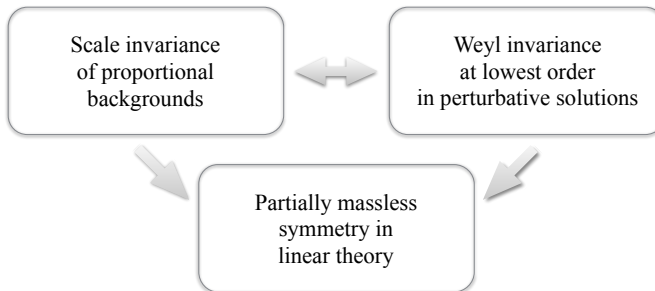 Scale invariance
of proportional
backgrounds
Weyl invariance
at lowest order
in perturbative solutions
Partially massless
symmetry in
linear theory